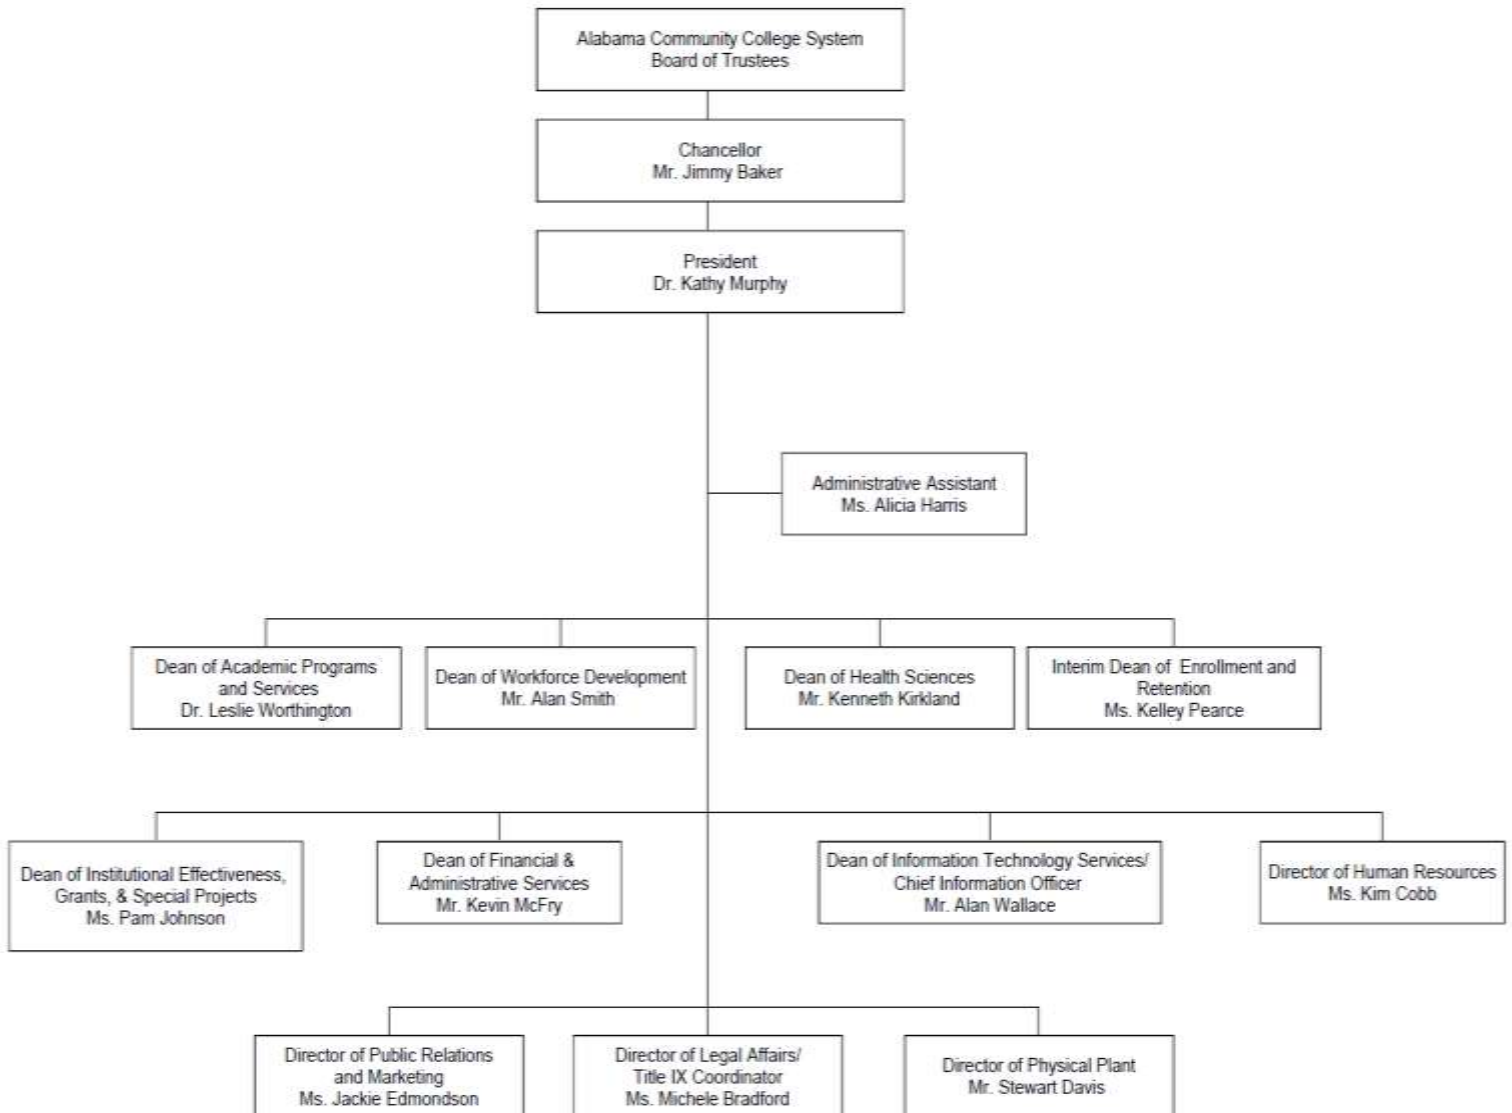 Alabama Community College System
Board of Trustees
Chancellor
Mr. Jimmy Baker
President
Dr. Kathy Murphy
Administrative Assistant
Ms. Alicia Harris
Dean of Academic Programs
and Services
Dr. Leslie Worthington
Dean of Workforce Development
Mr. Alan Smith
Dean of Health Sciences
Mr. Kenneth Kirkland
Interim Dean of Enrollment and
Retention
Ms. Kelley Pearce
Dean of Institutional Effectiveness,
Grants, & Special Projects
Ms. Pam Johnson
Dean of Financial &
Administrative Services
Mr. Kevin McFry
Dean of Information Technology Services/
Chief Information Officer
Mr. Alan Wallace
Director of Human Resources
Ms. Kim Cobb
Director of Public Relations
and Marketing
Ms. Jackie Edmondson
Director of Legal Affairs/
Title IX Coordinator
Ms. Michele Bradford
Director of Physical Plant
Mr. Stewart Davis